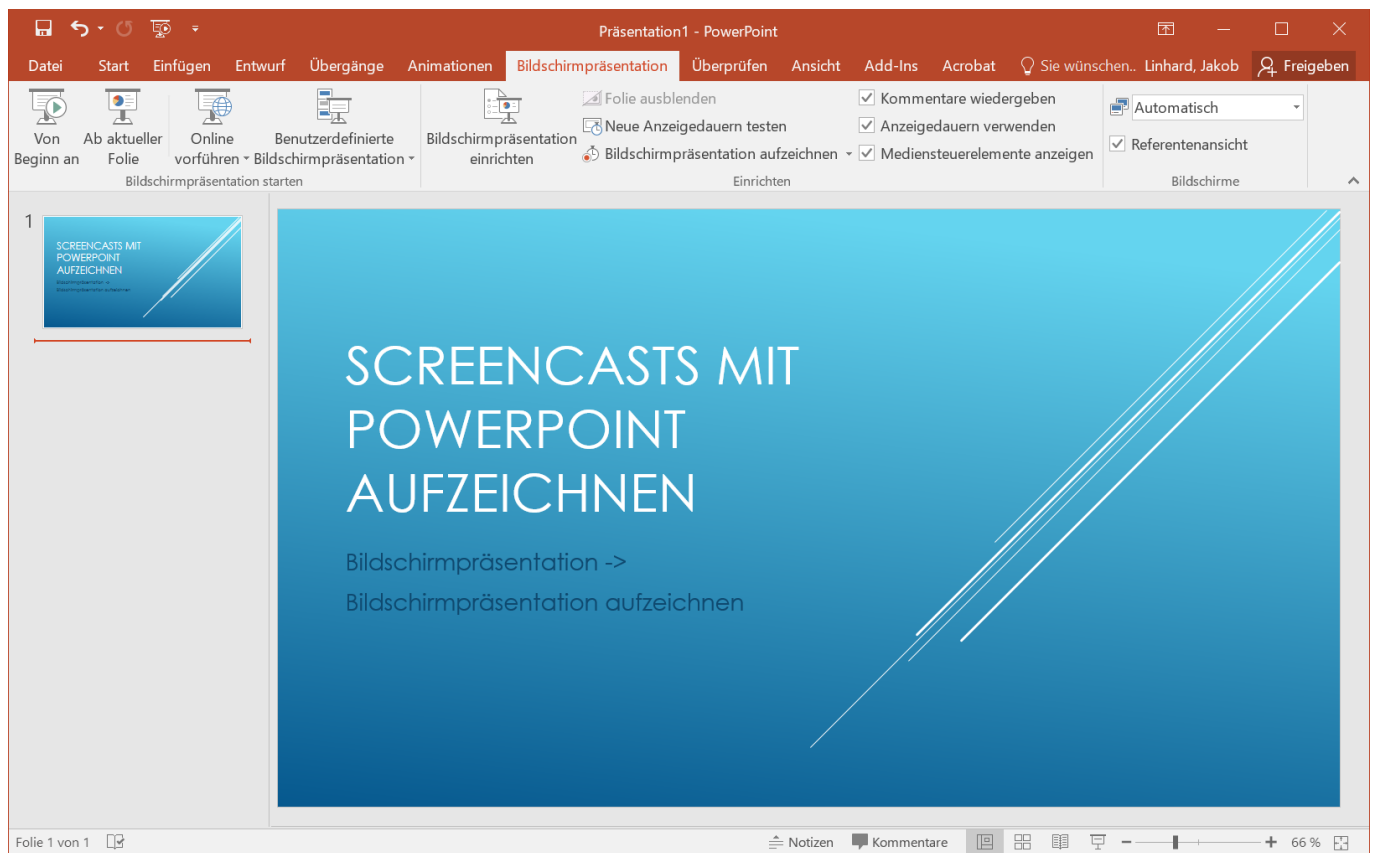 Präsentation1 - PowerPoint
Datei Start Einfügen Entwurf Übergänge Animationen Bildschirmpräsentation Überprüfen Ansicht Add-Ins Acrobat Sie wünschen.. Linhard, Jakob Freigeben
Von Beginn an
Ab aktueller Folie
Online vorführen
Benutzerdefinierte Bildschirmpräsentation
Bildschirmpräsentation starten
Bildschirmpräsentation einrichten
Folie ausblenden
Neue Anzeigedauern testen
Bildschirmpräsentation aufzeichnen
Kommentare wiedergeben
Anzeigedauern verwenden
Mediensteuerelemente anzeigen
Einrichten
Automatisch
Referentenansicht
Bildschirme
1
SCREENCASTS MIT
POWERPOINT
AUFZEICHNEN
Bildschirmpräsentation ->
Bildschirmpräsentation aufzeichnen
SCREENCASTS MIT
POWERPOINT
AUFZEICHNEN
Bildschirmpräsentation ->
Bildschirmpräsentation aufzeichnen
Folie 1 von 1 Notizen Kommentare 66 %